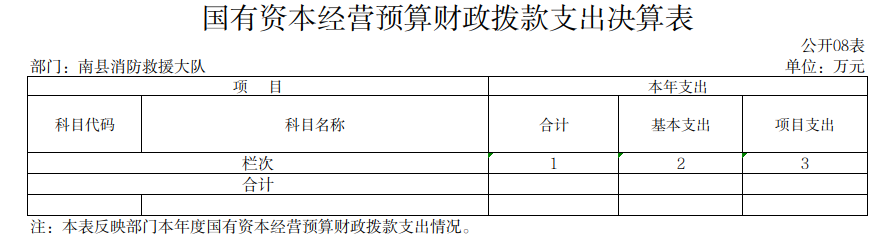 国有资本经营预算财政拨款支出决算表
公开08表
部门：南县消防救援大队 单位：万元
项 目 本年支出
科目代码 科目名称 合计 基本支出 项目支出
栏次 1 2 3
合计
注：本表反映部门本年度国有资本经营预算财政拨款支出情况。